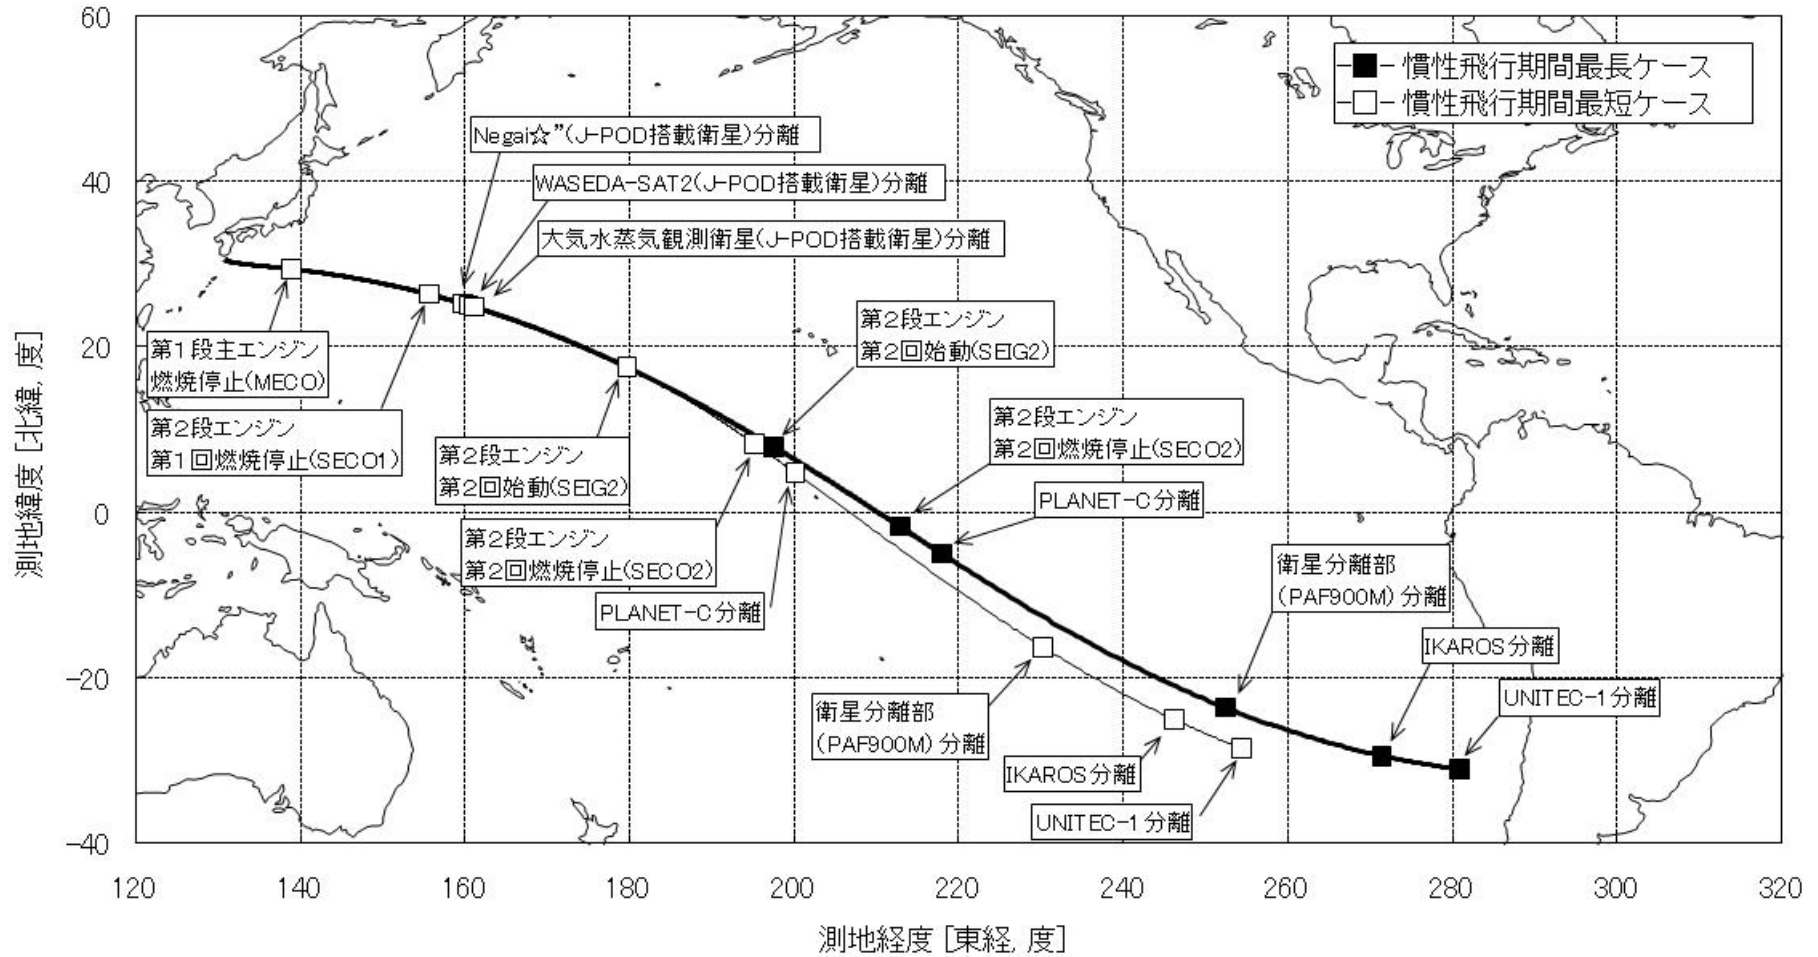 60
40
20
0
-20
-40
120
140
160
180
200
220
240
260
280
300
320
測地緯度 [北緯, 度]
測地経度 [東経, 度]
慣性飛行期間最長ケース
慣性飛行期間最短ケース
Negai☆”(J-POD搭載衛星)分離
WASEDA-SAT2(J-POD搭載衛星)分離
大気水蒸気観測衛星(J-POD搭載衛星)分離
第1段主エンジン
燃焼停止(MECO)
第2段エンジン
第1回燃焼停止(SECO1)
第2段エンジン
第2回始動(SEIG2)
第2段エンジン
第2回燃焼停止(SECO2)
PLANET-C分離
第2段エンジン
第2回始動(SEIG2)
第2段エンジン
第2回燃焼停止(SECO2)
PLANET-C分離
衛星分離部
(PAF900M)分離
IKAROS分離
UNITEC-1分離
衛星分離部
(PAF900M)分離
IKAROS分離
UNITEC-1分離